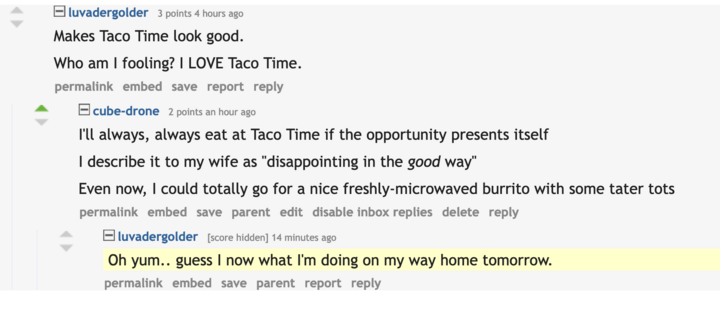 luvadergolder 3 points 4 hours ago
Makes Taco Time look good.
Who am I fooling? I LOVE Taco Time.
permalink embed save report reply
cube-drone 2 points an hour ago
I'll always, always eat at Taco Time if the opportunity presents itself
I describe it to my wife as "disappointing in the good way"
Even now, I could totally go for a nice freshly-microwaved burrito with some tater tots
permalink embed save parent edit disable inbox replies delete reply
luvadergolder [score hidden] 14 minutes ago
Oh yum.. guess I now what I'm doing on my way home tomorrow.
permalink embed save parent report reply